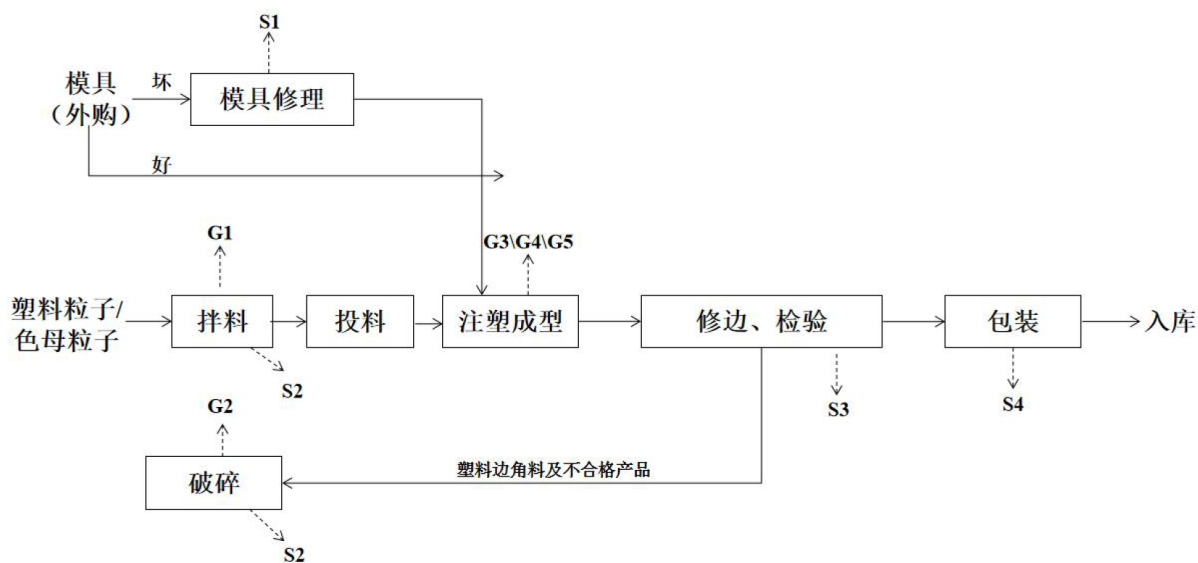 S1
模具
（外购）
坏
模具修理
好
G1
G3\G4\G5
塑料粒子/
色母粒子
拌料
投料
注塑成型
修边、检验
包装
入库
S2
S3
S4
G2
破碎
塑料边角料及不合格产品
S2